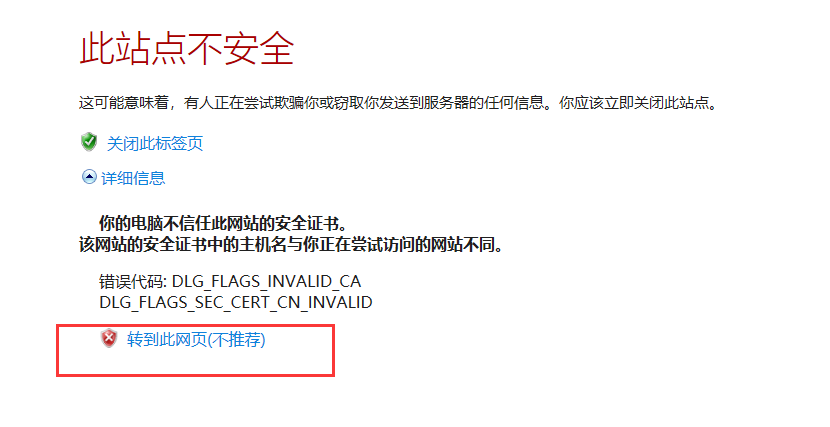 此站点不安全
这可能意味着，有人正在尝试欺骗你或窃取你发送到服务器的任何信息。你应该立即关闭此站点。
关闭此标签页
详细信息
你的电脑不信任此网站的安全证书。
该网站的安全证书中的主机名与你正在尝试访问的网站不同。
错误代码: DLG_FLAGS_INVALID_CA
DLG_FLAGS_SEC_CERT_CN_INVALID
转到此网页(不推荐)